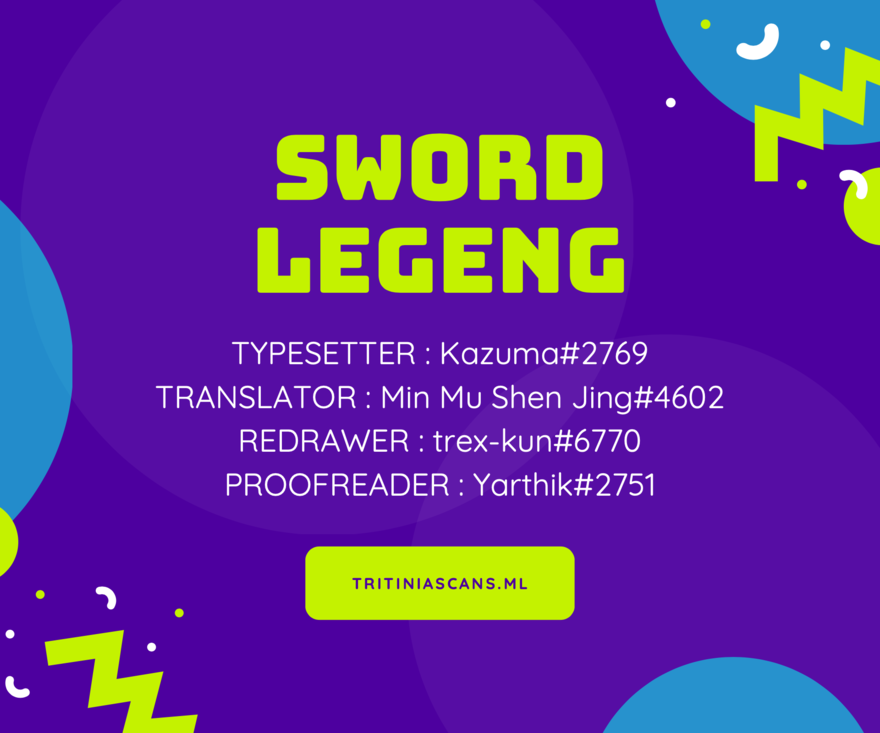 SWORD
LEGENG
TYPESETTER : Kazuma#2769
TRANSLATOR : Min Mu Shen Jing#4602
REDRAWER : trex-kun#6770
PROOFREADER : Yarthik#2751
TRITINIASCANS.ML